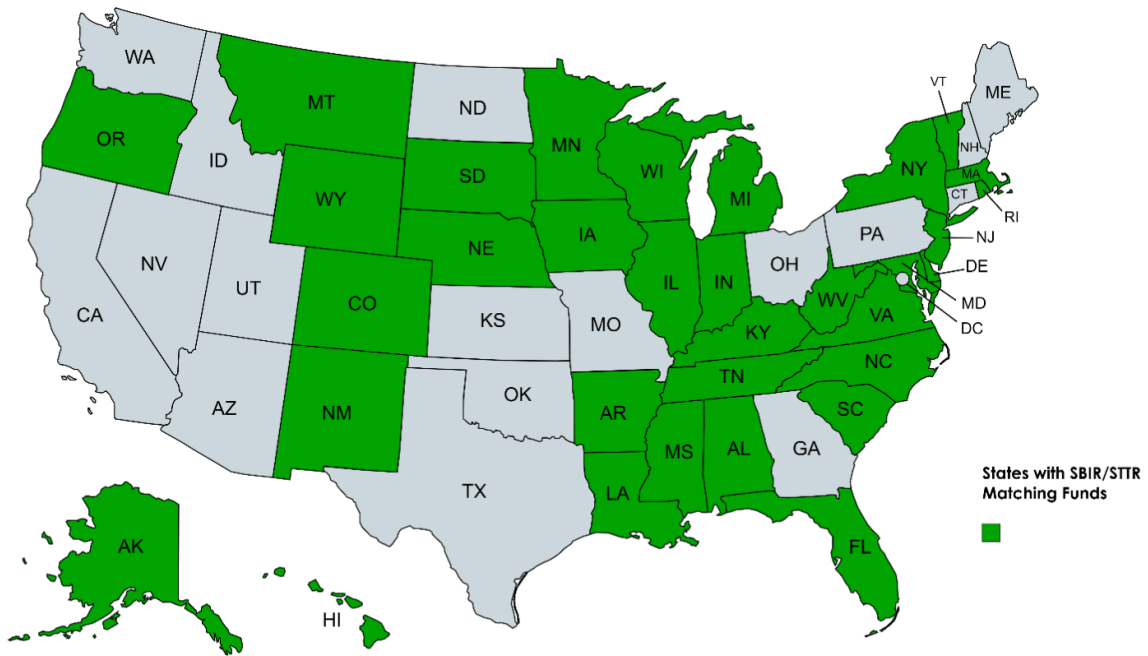 WA
MT
ND
MN
VT
ME
OR
ID
SD
WI
MI
NY
NH
MA
CT
RI
WY
NE
IA
PA
NJ
NV
UT
CO
IL
IN
OH
DE
CA
KS
MO
WV
VA
MD
DC
KY
NC
TN
AZ
NM
OK
AR
SC
MS
AL
GA
TX
LA
FL
AK
HI
States with SBIR/STTR
Matching Funds